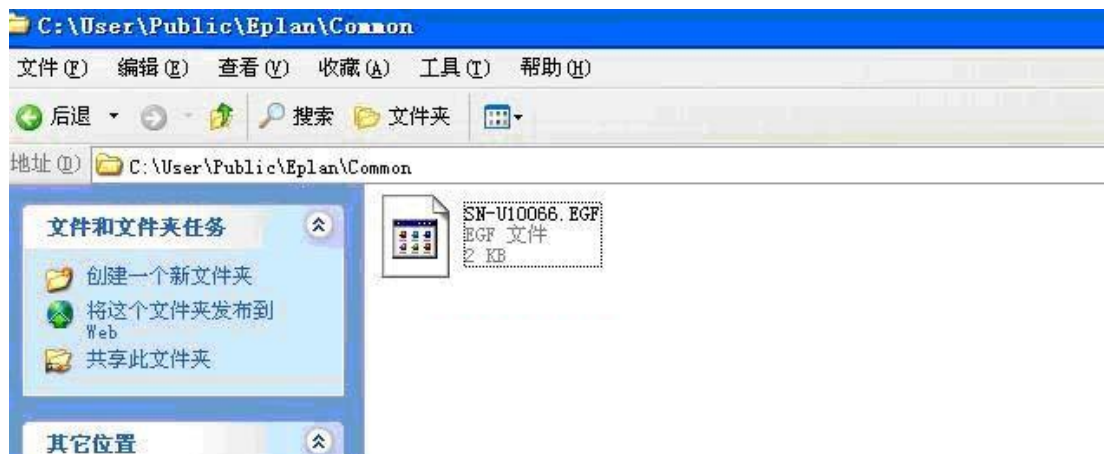 C:\User\Public\Eplan\Common
文件(F) 编辑(E) 查看(V) 收藏(A) 工具(T) 帮助(H)
后退 搜索 文件夹
地址(D) C:\User\Public\Eplan\Common
文件和文件夹任务
创建一个新文件夹
将这个文件夹发布到
Web
共享此文件夹
其它位置
SN-U10066.EGF
EGF 文件
2 KB